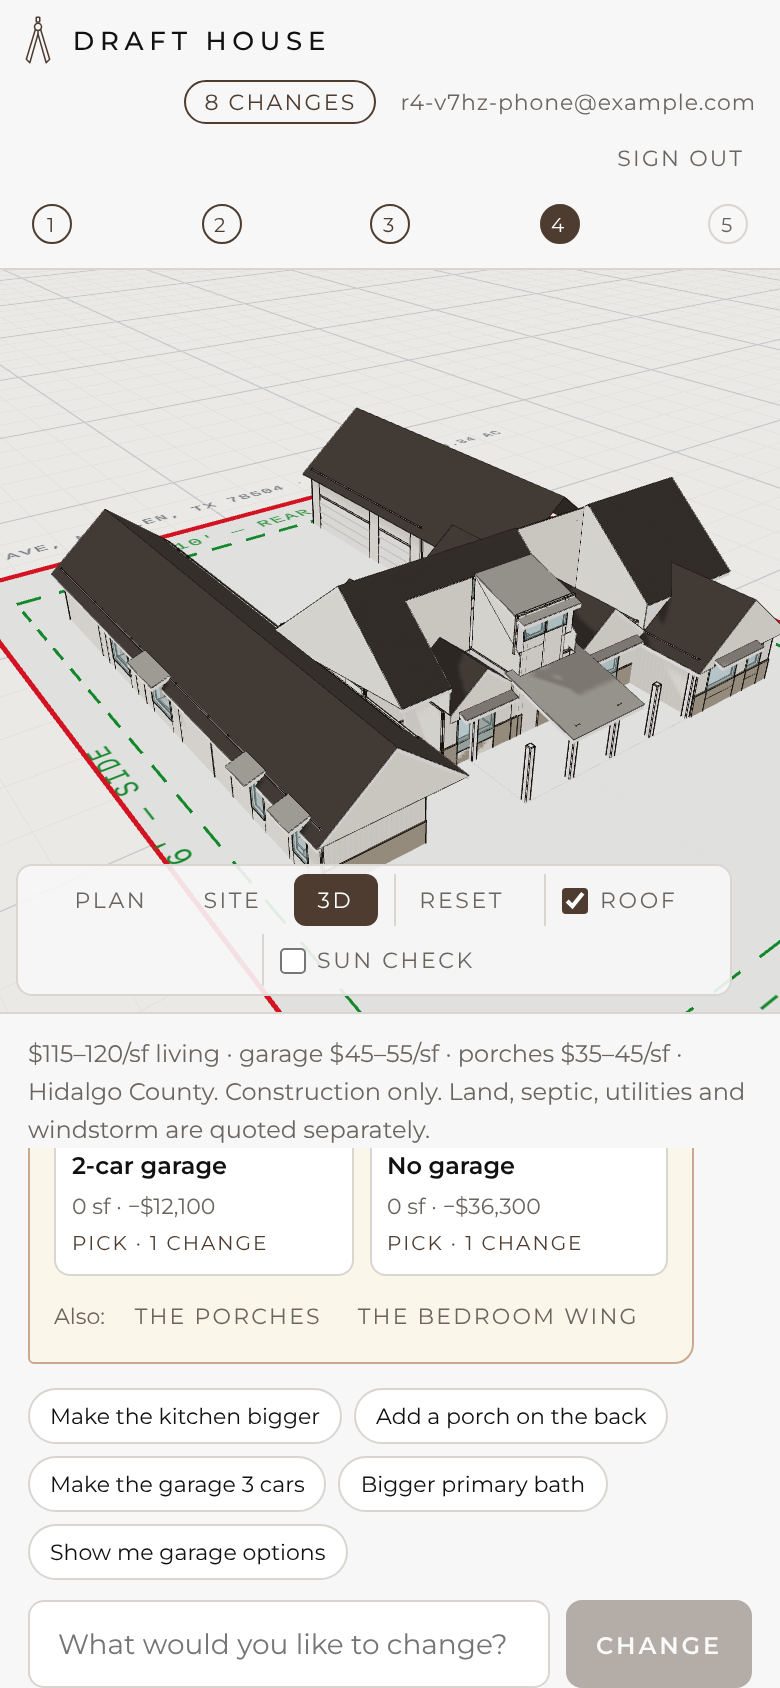 DRAFT HOUSE
8 CHANGES r4-v7hz-phone@example.com
SIGN OUT
1 2 3 4 5
AVE,
EN, TX 78504
10' — REAR
SIDE —
PLAN SITE 3D RESET ROOF
SUN CHECK
$115–120/sf living · garage $45–55/sf · porches $35–45/sf ·
Hidalgo County. Construction only. Land, septic, utilities and
windstorm are quoted separately.
2-car garage No garage
0 sf · −$12,100 0 sf · −$36,300
PICK · 1 CHANGE PICK · 1 CHANGE
Also: THE PORCHES THE BEDROOM WING
Make the kitchen bigger Add a porch on the back
Make the garage 3 cars Bigger primary bath
Show me garage options
What would you like to change? CHANGE